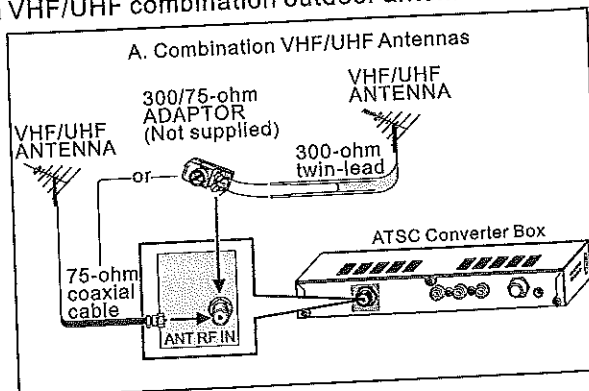 VHF/UHF combination outdoor
A. Combination VHF/UHF Antennas
300/75-ohm
ADAPTOR
(Not supplied)
VHF/UHF
ANTENNA
VHF/UHF
ANTENNA
or
300-ohm
twin-lead
ATSC Converter Box
75-ohm
coaxial
cable
ANT RF IN